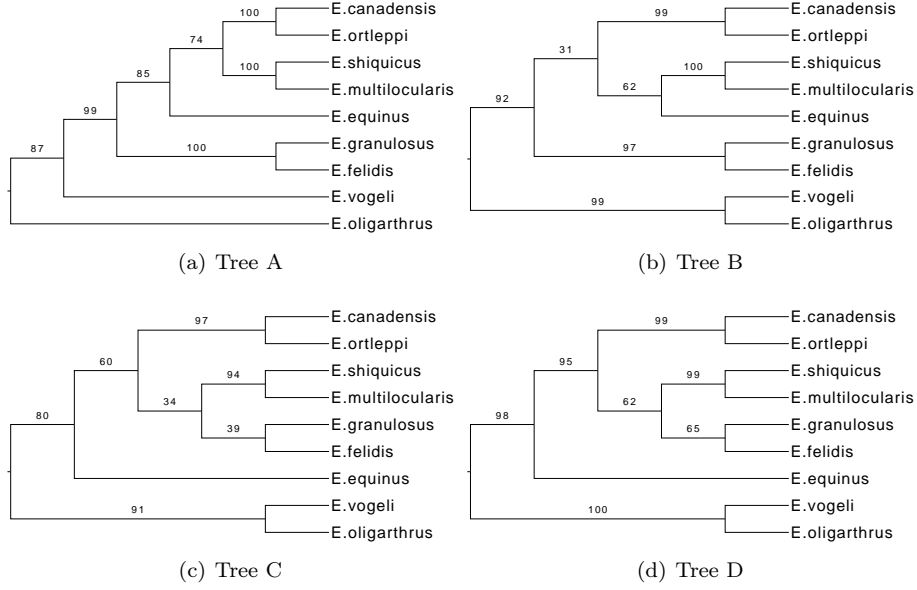 100
E.canadensis
74
E.ortleppi
100
E.shiquicus
85
E.multilocularis
99
E.equinus
87
100
E.granulosus
E.felidis
E.vogeli
E.oligarthrus
(a) Tree A
99
E.canadensis
31
E.ortleppi
100
E.shiquicus
62
E.multilocularis
92
E.equinus
97
E.granulosus
E.felidis
99
E.vogeli
E.oligarthrus
(b) Tree B
97
E.canadensis
E.ortleppi
60
94
E.shiquicus
34
E.multilocularis
80
39
E.granulosus
E.felidis
E.equinus
91
E.vogeli
E.oligarthrus
(c) Tree C
99
E.canadensis
E.ortleppi
95
99
E.shiquicus
62
E.multilocularis
98
65
E.granulosus
E.felidis
E.equinus
100
E.vogeli
E.oligarthrus
(d) Tree D